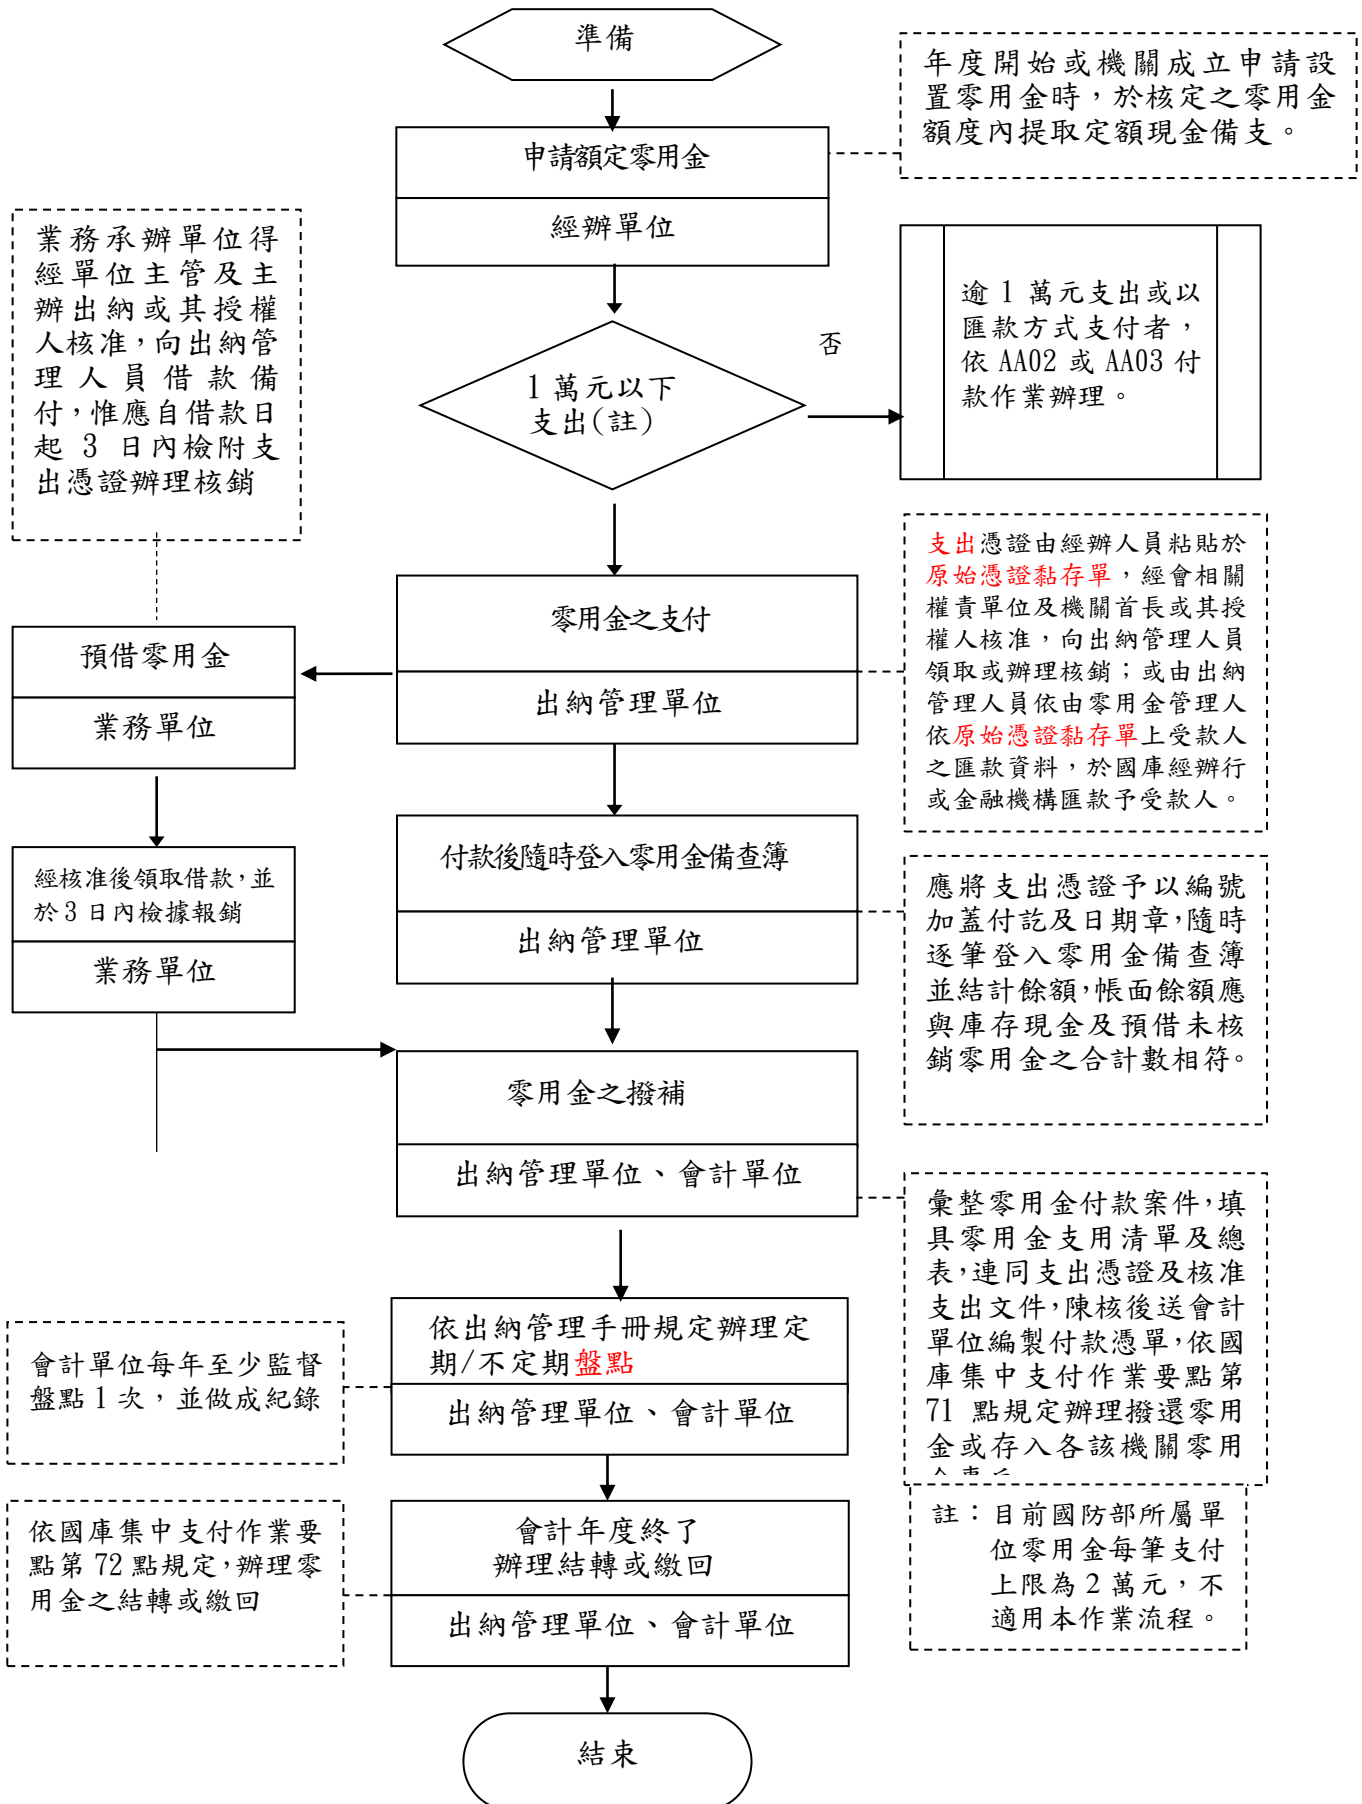 準備
年度開始或機關成立申請設
置零用金時，於核定之零用金
額度內提取定額現金備支。
申請額定零用金
經辦單位
業務承辦單位得
經單位主管及主
辦出納或其授權
人核准，向出納管
理人員借款備
付，惟應自借款日
起 3 日內檢附支
出憑證辦理核銷
逾 1 萬元支出或以
匯款方式支付者，
依 AA02 或 AA03 付
款作業辦理。
否
1 萬元以下
支出(註)
支出憑證由經辦人員粘貼於
原始憑證黏存單，經會相關
權責單位及機關首長或其授
權人核准，向出納管理人員
領取或辦理核銷；或由出納
管理人員依由零用金管理人
依原始憑證黏存單上受款人
之匯款資料，於國庫經辦行
或金融機構匯款予受款人。
零用金之支付
出納管理單位
預借零用金
業務單位
付款後隨時登入零用金備查簿
出納管理單位
經核准後領取借款，並
於 3 日內檢據報銷
業務單位
應將支出憑證予以編號
加蓋付訖及日期章，隨時
逐筆登入零用金備查簿
並結計餘額，帳面餘額應
與庫存現金及預借未核
銷零用金之合計數相符。
零用金之撥補
出納管理單位、會計單位
彙整零用金付款案件，填
具零用金支用清單及總
表，連同支出憑證及核准
支出文件，陳核後送會計
單位編製付款憑單，依國
庫集中支付作業要點第
71 點規定辦理撥還零用
金或存入各該機關零用
依出納管理手冊規定辦理定
期/不定期盤點
出納管理單位、會計單位
會計單位每年至少監督
盤點 1 次，並做成紀錄
會計年度終了
辦理結轉或繳回
出納管理單位、會計單位
依國庫集中支付作業要
點第 72 點規定，辦理零
用金之結轉或繳回
註：目前國防部所屬單
位零用金每筆支付
上限為 2 萬元，不
適用本作業流程。
結束